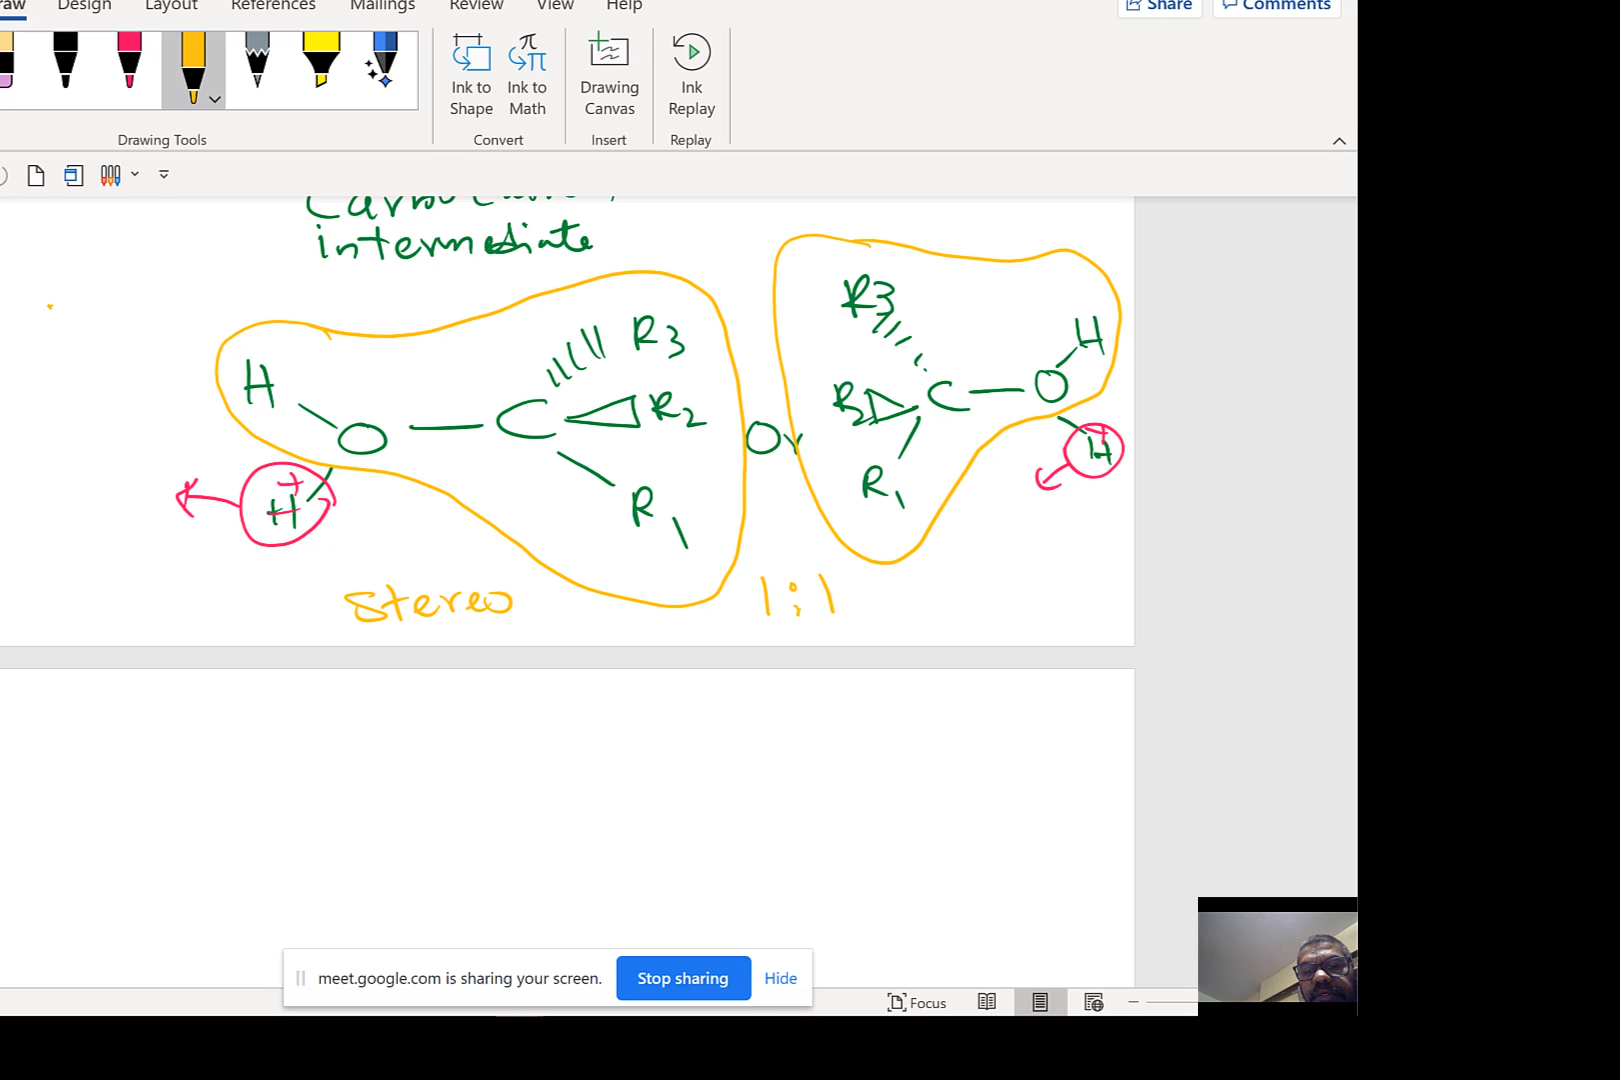 Design Layout References Mailings Review View Help Share Comments
Ink to Shape
Ink to Math
Drawing Canvas
Ink Replay
Drawing Tools Convert Insert Replay
intermediate
H O C R3 R2 R1 H+
Or
R3 R2 C O H R1 H+
stereo 1:1
meet.google.com is sharing your screen. Stop sharing Hide
Focus